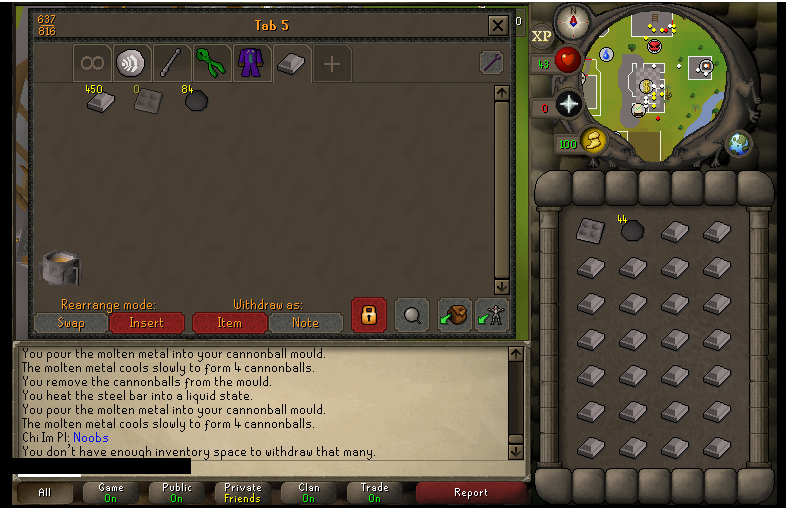 637
816
Tab 5
0
XP
48
0
100
450
0
84
44
Rearrange mode:
Withdraw as:
Swap
Insert
Item
Note
You pour the molten metal into your cannonball mould.
The molten metal cools slowly to form 4 cannonballs.
You remove the cannonballs from the mould.
You heat the steel bar into a liquid state.
You pour the molten metal into your cannonball mould.
The molten metal cools slowly to form 4 cannonballs.
Chi Im Pl: Noobs
You don't have enough inventory space to withdraw that many.
All
Game
On
Public
On
Private
Friends
Clan
On
Trade
On
Report